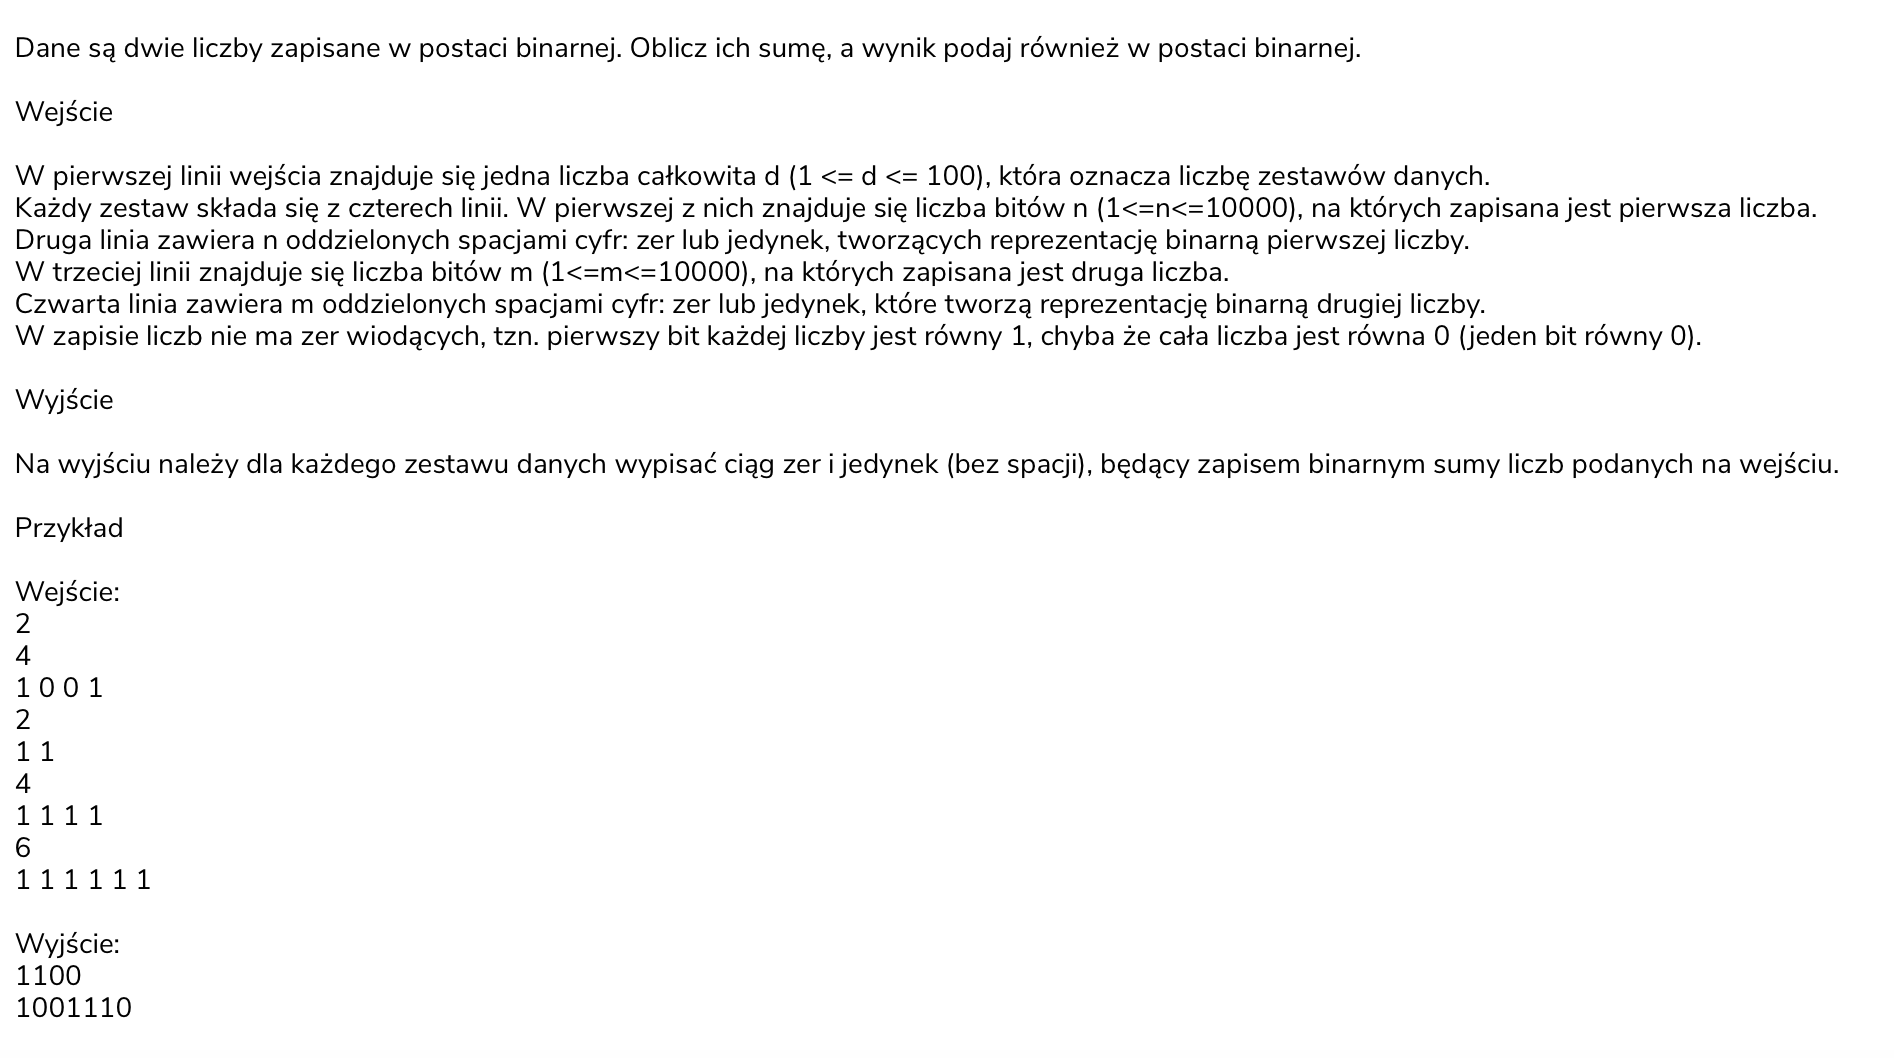 Dane są dwie liczby zapisane w postaci binarnej. Oblicz ich sumę, a wynik podaj również w postaci binarnej.
Wejście
W pierwszej linii wejścia znajduje się jedna liczba całkowita d (1 <= d <= 100), która oznacza liczbę zestawów danych.
Każdy zestaw składa się z czterech linii. W pierwszej z nich znajduje się liczba bitów n (1<=n<=10000), na których zapisana jest pierwsza liczba.
Druga linia zawiera n oddzielonych spacjami cyfr: zer lub jedynek, tworzących reprezentację binarną pierwszej liczby.
W trzeciej linii znajduje się liczba bitów m (1<=m<=10000), na których zapisana jest druga liczba.
Czwarta linia zawiera m oddzielonych spacjami cyfr: zer lub jedynek, które tworzą reprezentację binarną drugiej liczby.
W zapisie liczb nie ma zer wiodących, tzn. pierwszy bit każdej liczby jest równy 1, chyba że cała liczba jest równa 0 (jeden bit równy 0).
Wyjście
Na wyjściu należy dla każdego zestawu danych wypisać ciąg zer i jedynek (bez spacji), będący zapisem binarnym sumy liczb podanych na wejściu.
Przykład
Wejście:
2
4
1 0 0 1
2
1 1
4
1 1 1 1
6
1 1 1 1 1 1
Wyjście:
1100
1001110